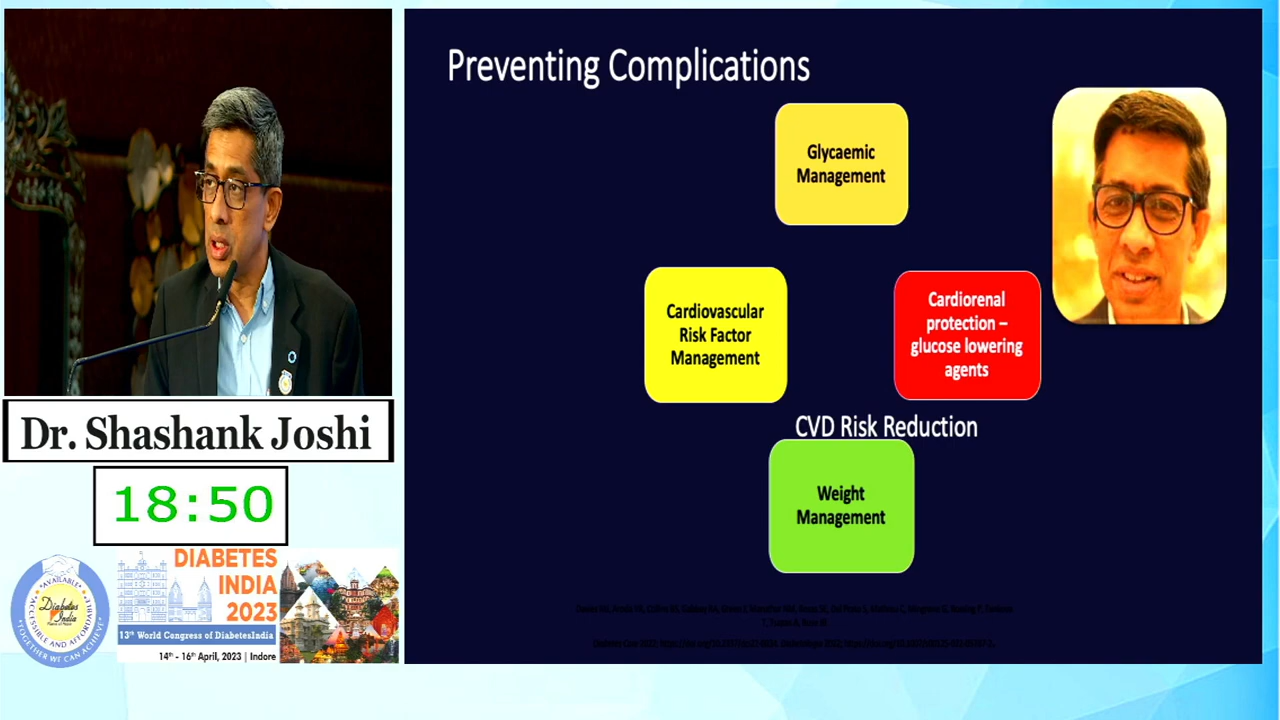 Preventing Complications
Glycaemic
Management
Cardiovascular
Risk Factor
Management
Cardiorenal
protection –
glucose lowering
agents
CVD Risk Reduction
Weight
Management
Dr. Shashank Joshi
18:50
AVAILABLE
ACCESSIBLE AND AFFORDABLE
Diabetes
India
TOGETHER WE CAN ACHIEVE
DIABETES
INDIA
2023
13th World Congress of DiabetesIndia
14th - 16th April, 2023 | Indore